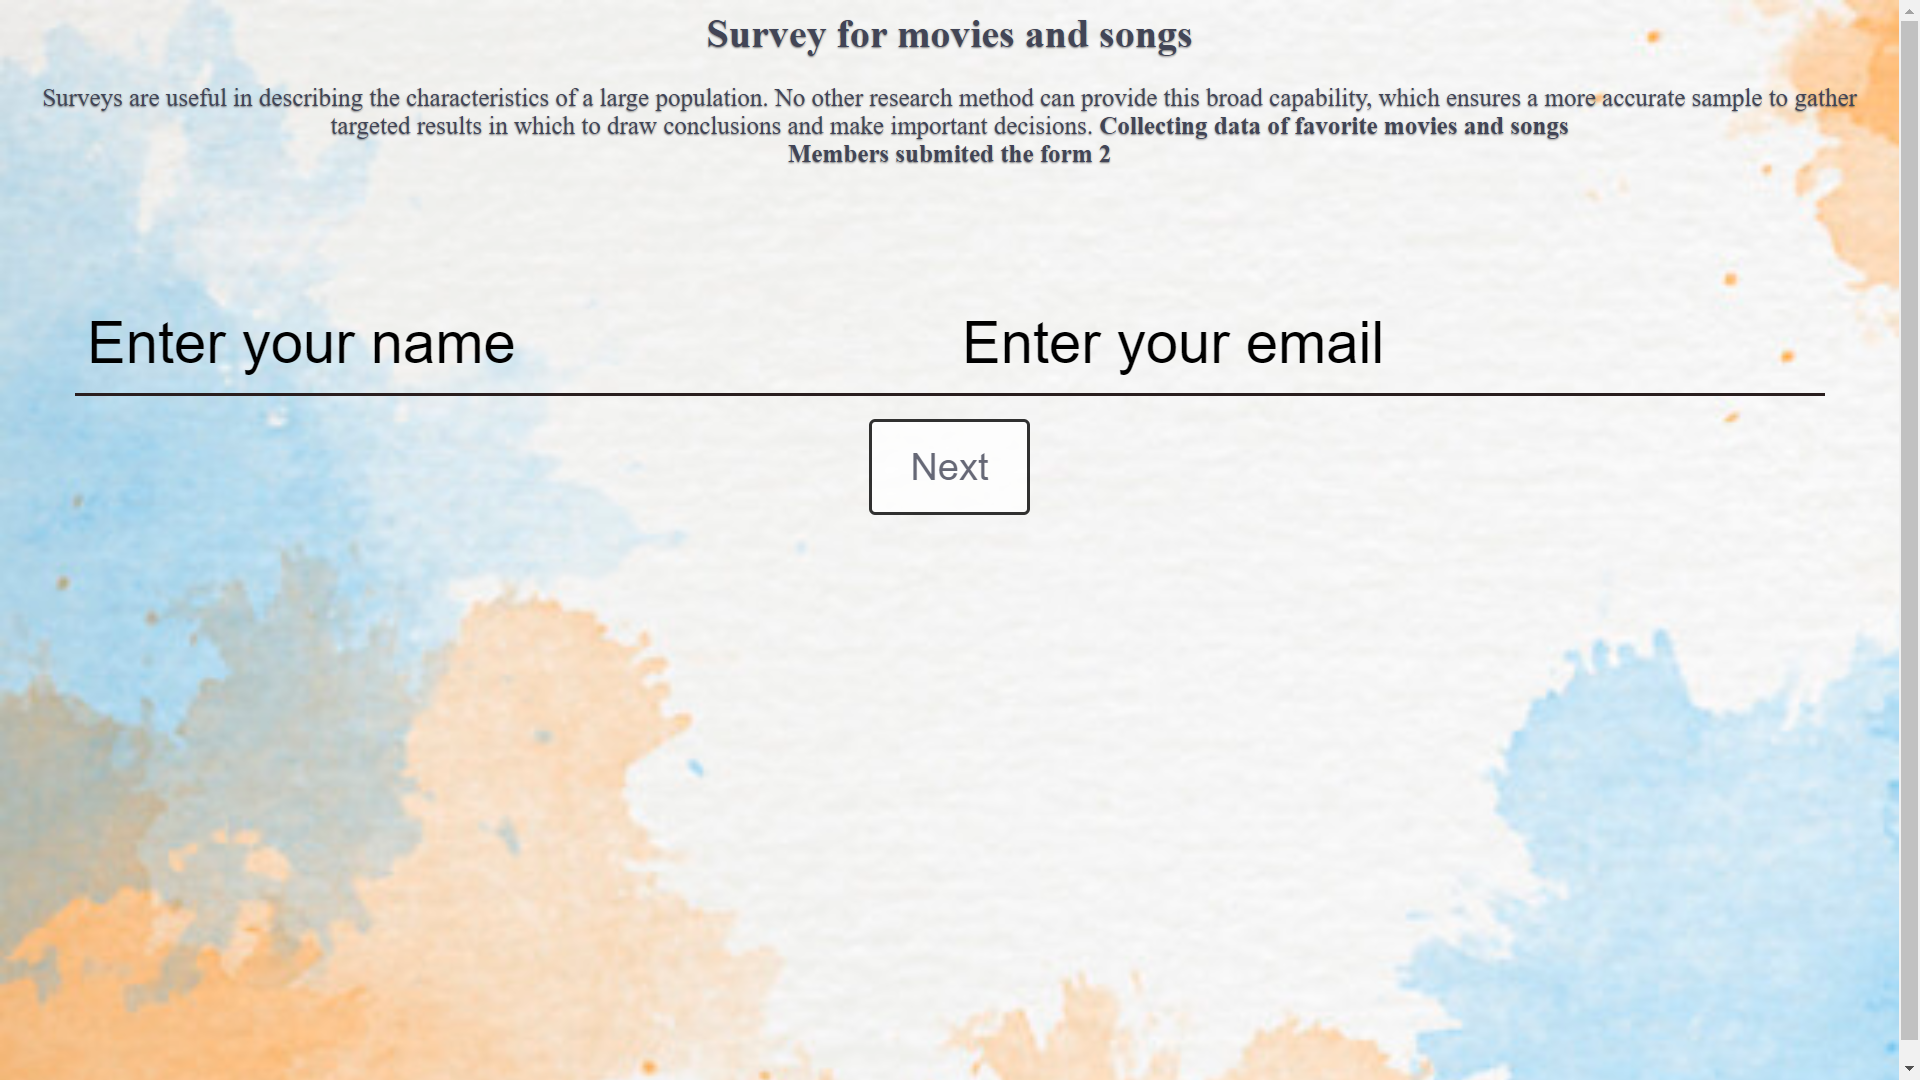 Survey for movies and songs
Surveys are useful in describing the characteristics of a large population. No other research method can provide this broad capability, which ensures a more accurate sample to gather
targeted results in which to draw conclusions and make important decisions. Collecting data of favorite movies and songs
Members submited the form 2
Enter your name
Enter your email
Next